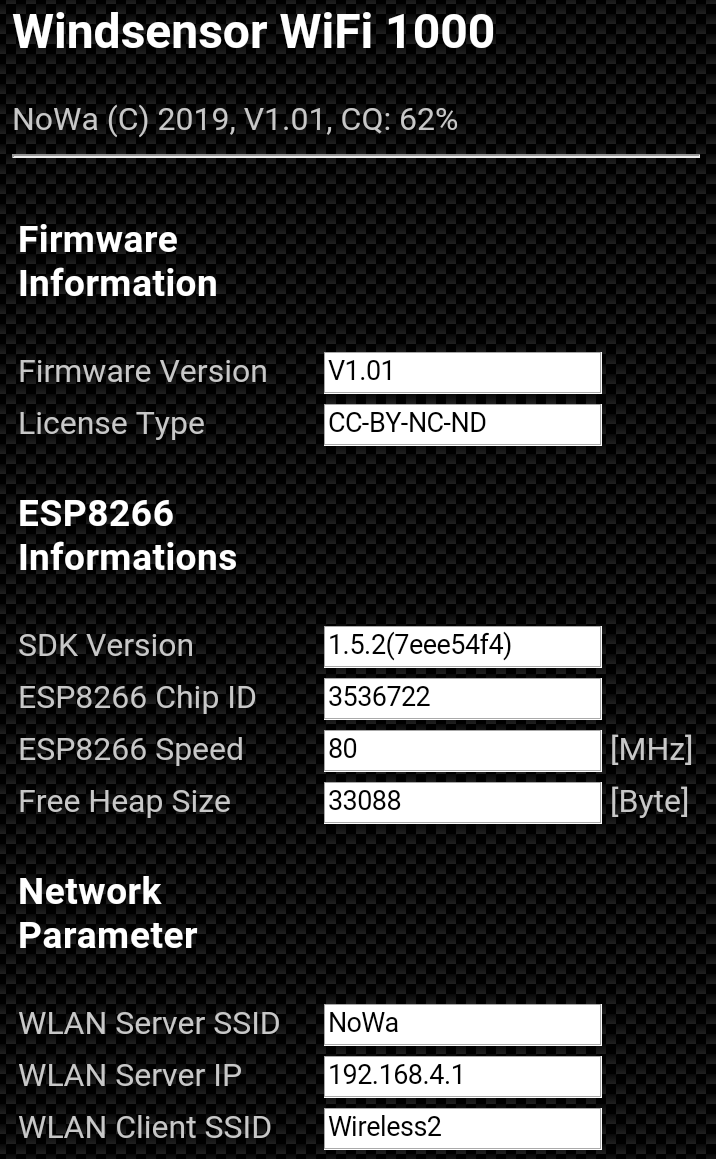 Windsensor WiFi 1000
NoWa (C) 2019, V1.01, CQ: 62%
Firmware
Information
Firmware Version V1.01
License Type CC-BY-NC-ND
ESP8266
Informations
SDK Version 1.5.2(7eee54f4)
ESP8266 Chip ID 3536722
ESP8266 Speed 80 [MHz]
Free Heap Size 33088 [Byte]
Network
Parameter
WLAN Server SSID NoWa
WLAN Server IP 192.168.4.1
WLAN Client SSID Wireless2